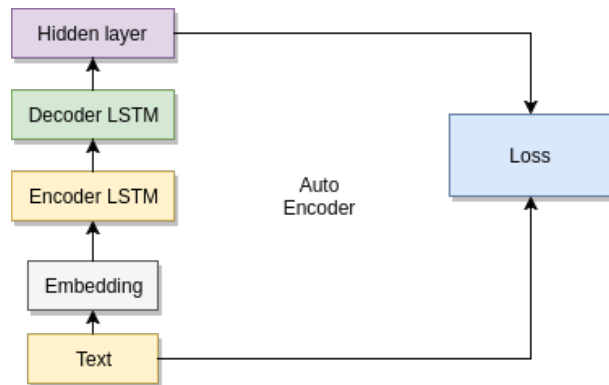 Hidden layer
Decoder LSTM
Loss
Encoder LSTM
Auto
Encoder
Embedding
Text